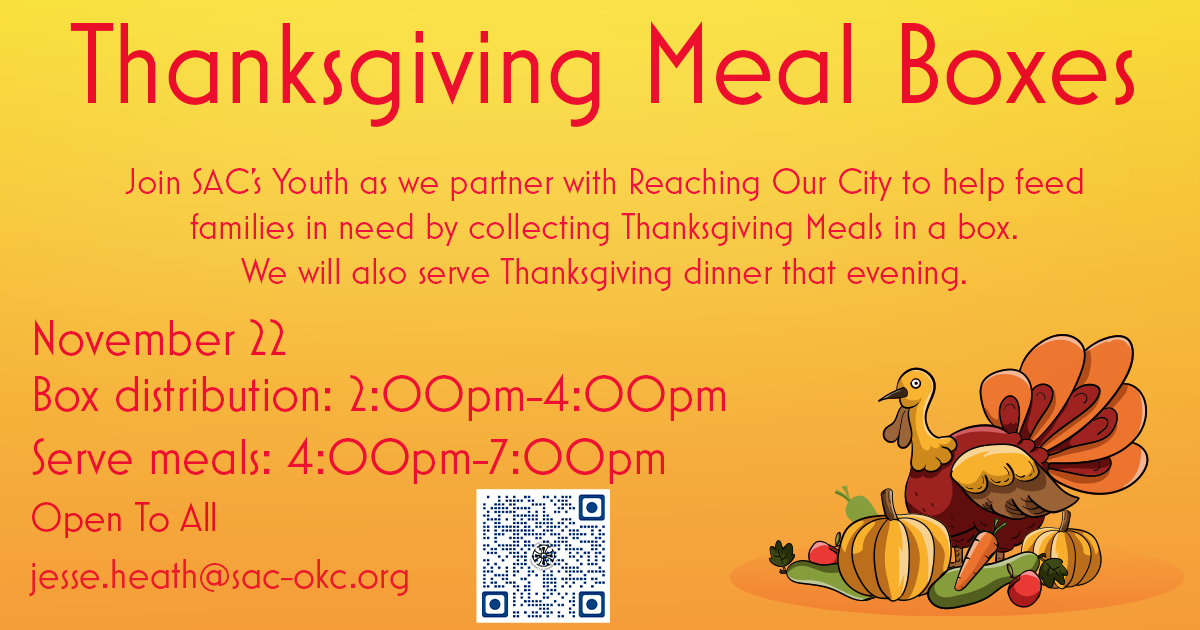 Thanksgiving Meal Boxes
Join SAC's Youth as we partner with Reaching Our City to help feed
families in need by collecting Thanksgiving Meals in a box.
We will also serve Thanksgiving dinner that evening.
November 22
Box distribution: 2:00pm-4:00pm
Serve meals: 4:00pm-7:00pm
Open To All
jesse.heath@sac-okc.org